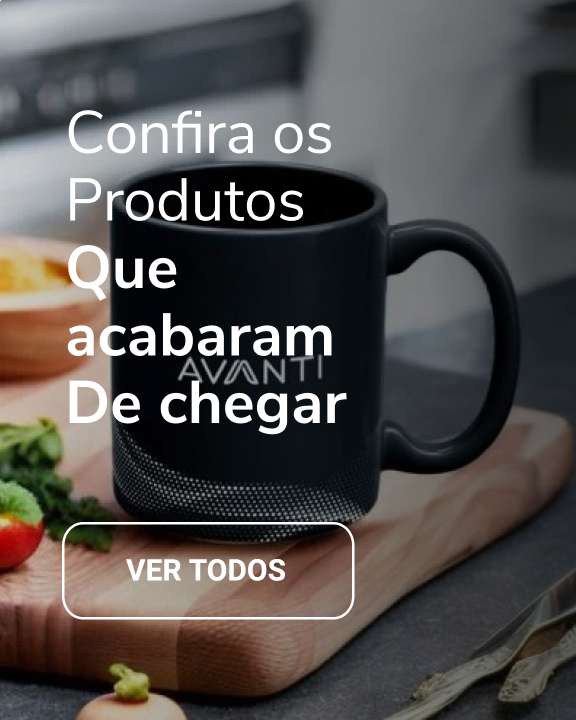 Confira os
Produtos
Que
acabaram
AVANTI
De chegar
VER TODOS